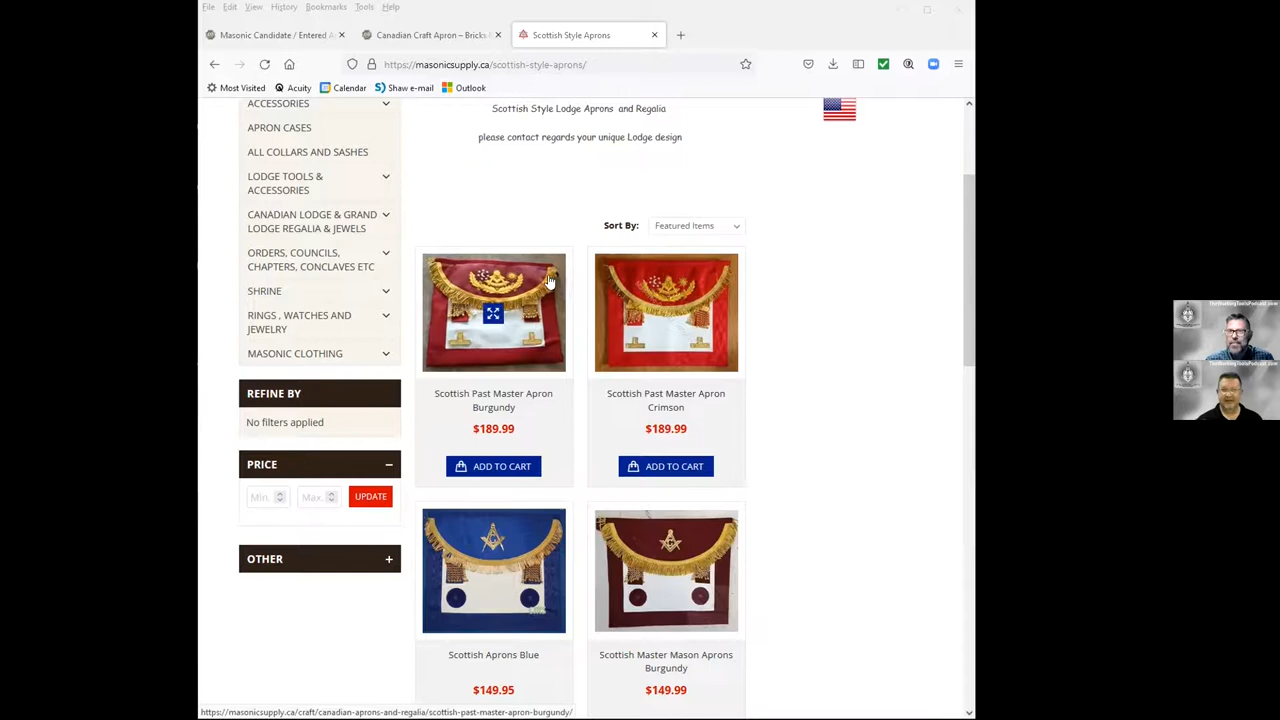 File Edit View History Bookmarks Tools Help
Masonic Candidate / Entered A
Canadian Craft Apron – Bricks
Scottish Style Aprons
https://masonicsupply.ca/scottish-style-aprons/
Most Visited Acuity Calendar Shaw e-mail Outlook
ACCESSORIES
APRON CASES
ALL COLLARS AND SASHES
LODGE TOOLS &
ACCESSORIES
CANADIAN LODGE & GRAND
LODGE REGALIA & JEWELS
ORDERS, COUNCILS,
CHAPTERS, CONCLAVES ETC
SHRINE
RINGS , WATCHES AND
JEWELRY
MASONIC CLOTHING
REFINE BY
No filters applied
PRICE
Min.
Max.
UPDATE
OTHER
Scottish Style Lodge Aprons and Regalia
please contact regards your unique Lodge design
Sort By: Featured Items
Scottish Past Master Apron
Burgundy
$189.99
ADD TO CART
Scottish Past Master Apron
Crimson
$189.99
ADD TO CART
Scottish Aprons Blue
$149.95
Scottish Master Mason Aprons
Burgundy
$149.99
https://masonicsupply.ca/craft/canadian-aprons-and-regalia/scottish-past-master-apron-burgundy/
TheWorkingToolsPodcast.com
TheWorkingToolsPodcast.com